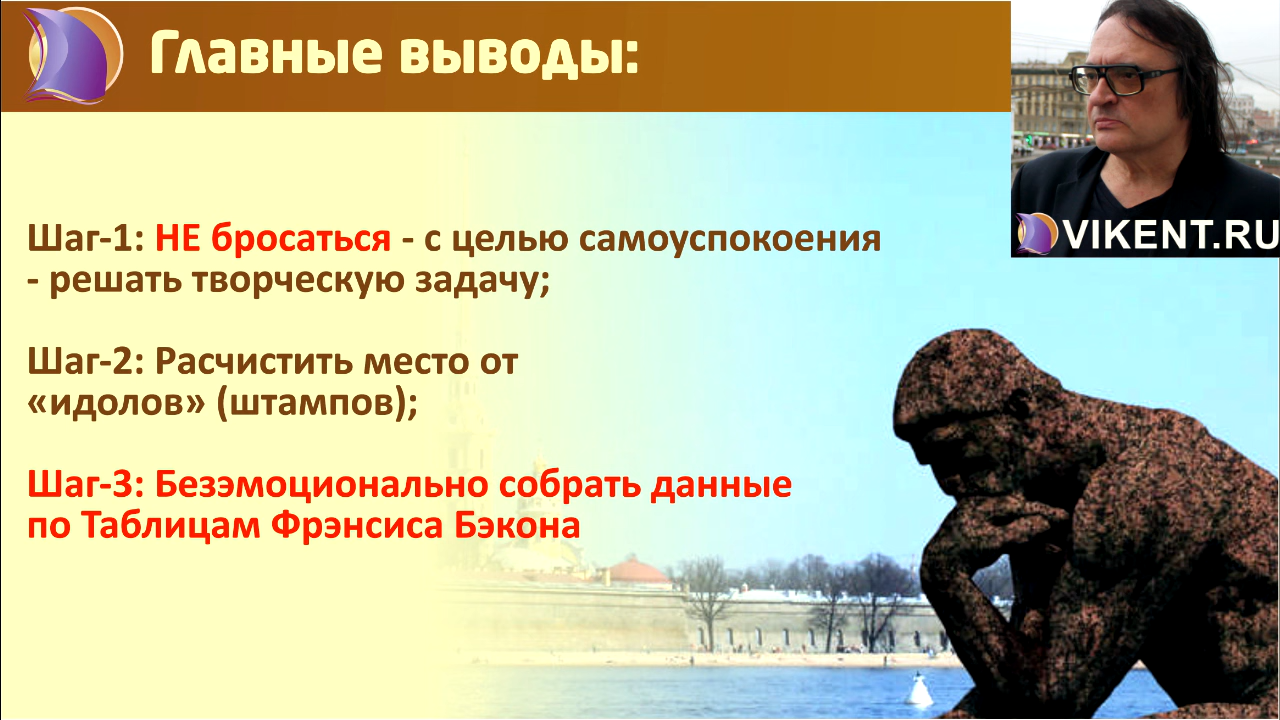 Главные выводы:
VIKENT.RU
Шаг-1: НЕ бросаться - с целью самоуспокоения
- решать творческую задачу;
Шаг-2: Расчистить место от
«идолов» (штампов);
Шаг-3: Безэмоционально собрать данные
по Таблицам Фрэнсиса Бэкона